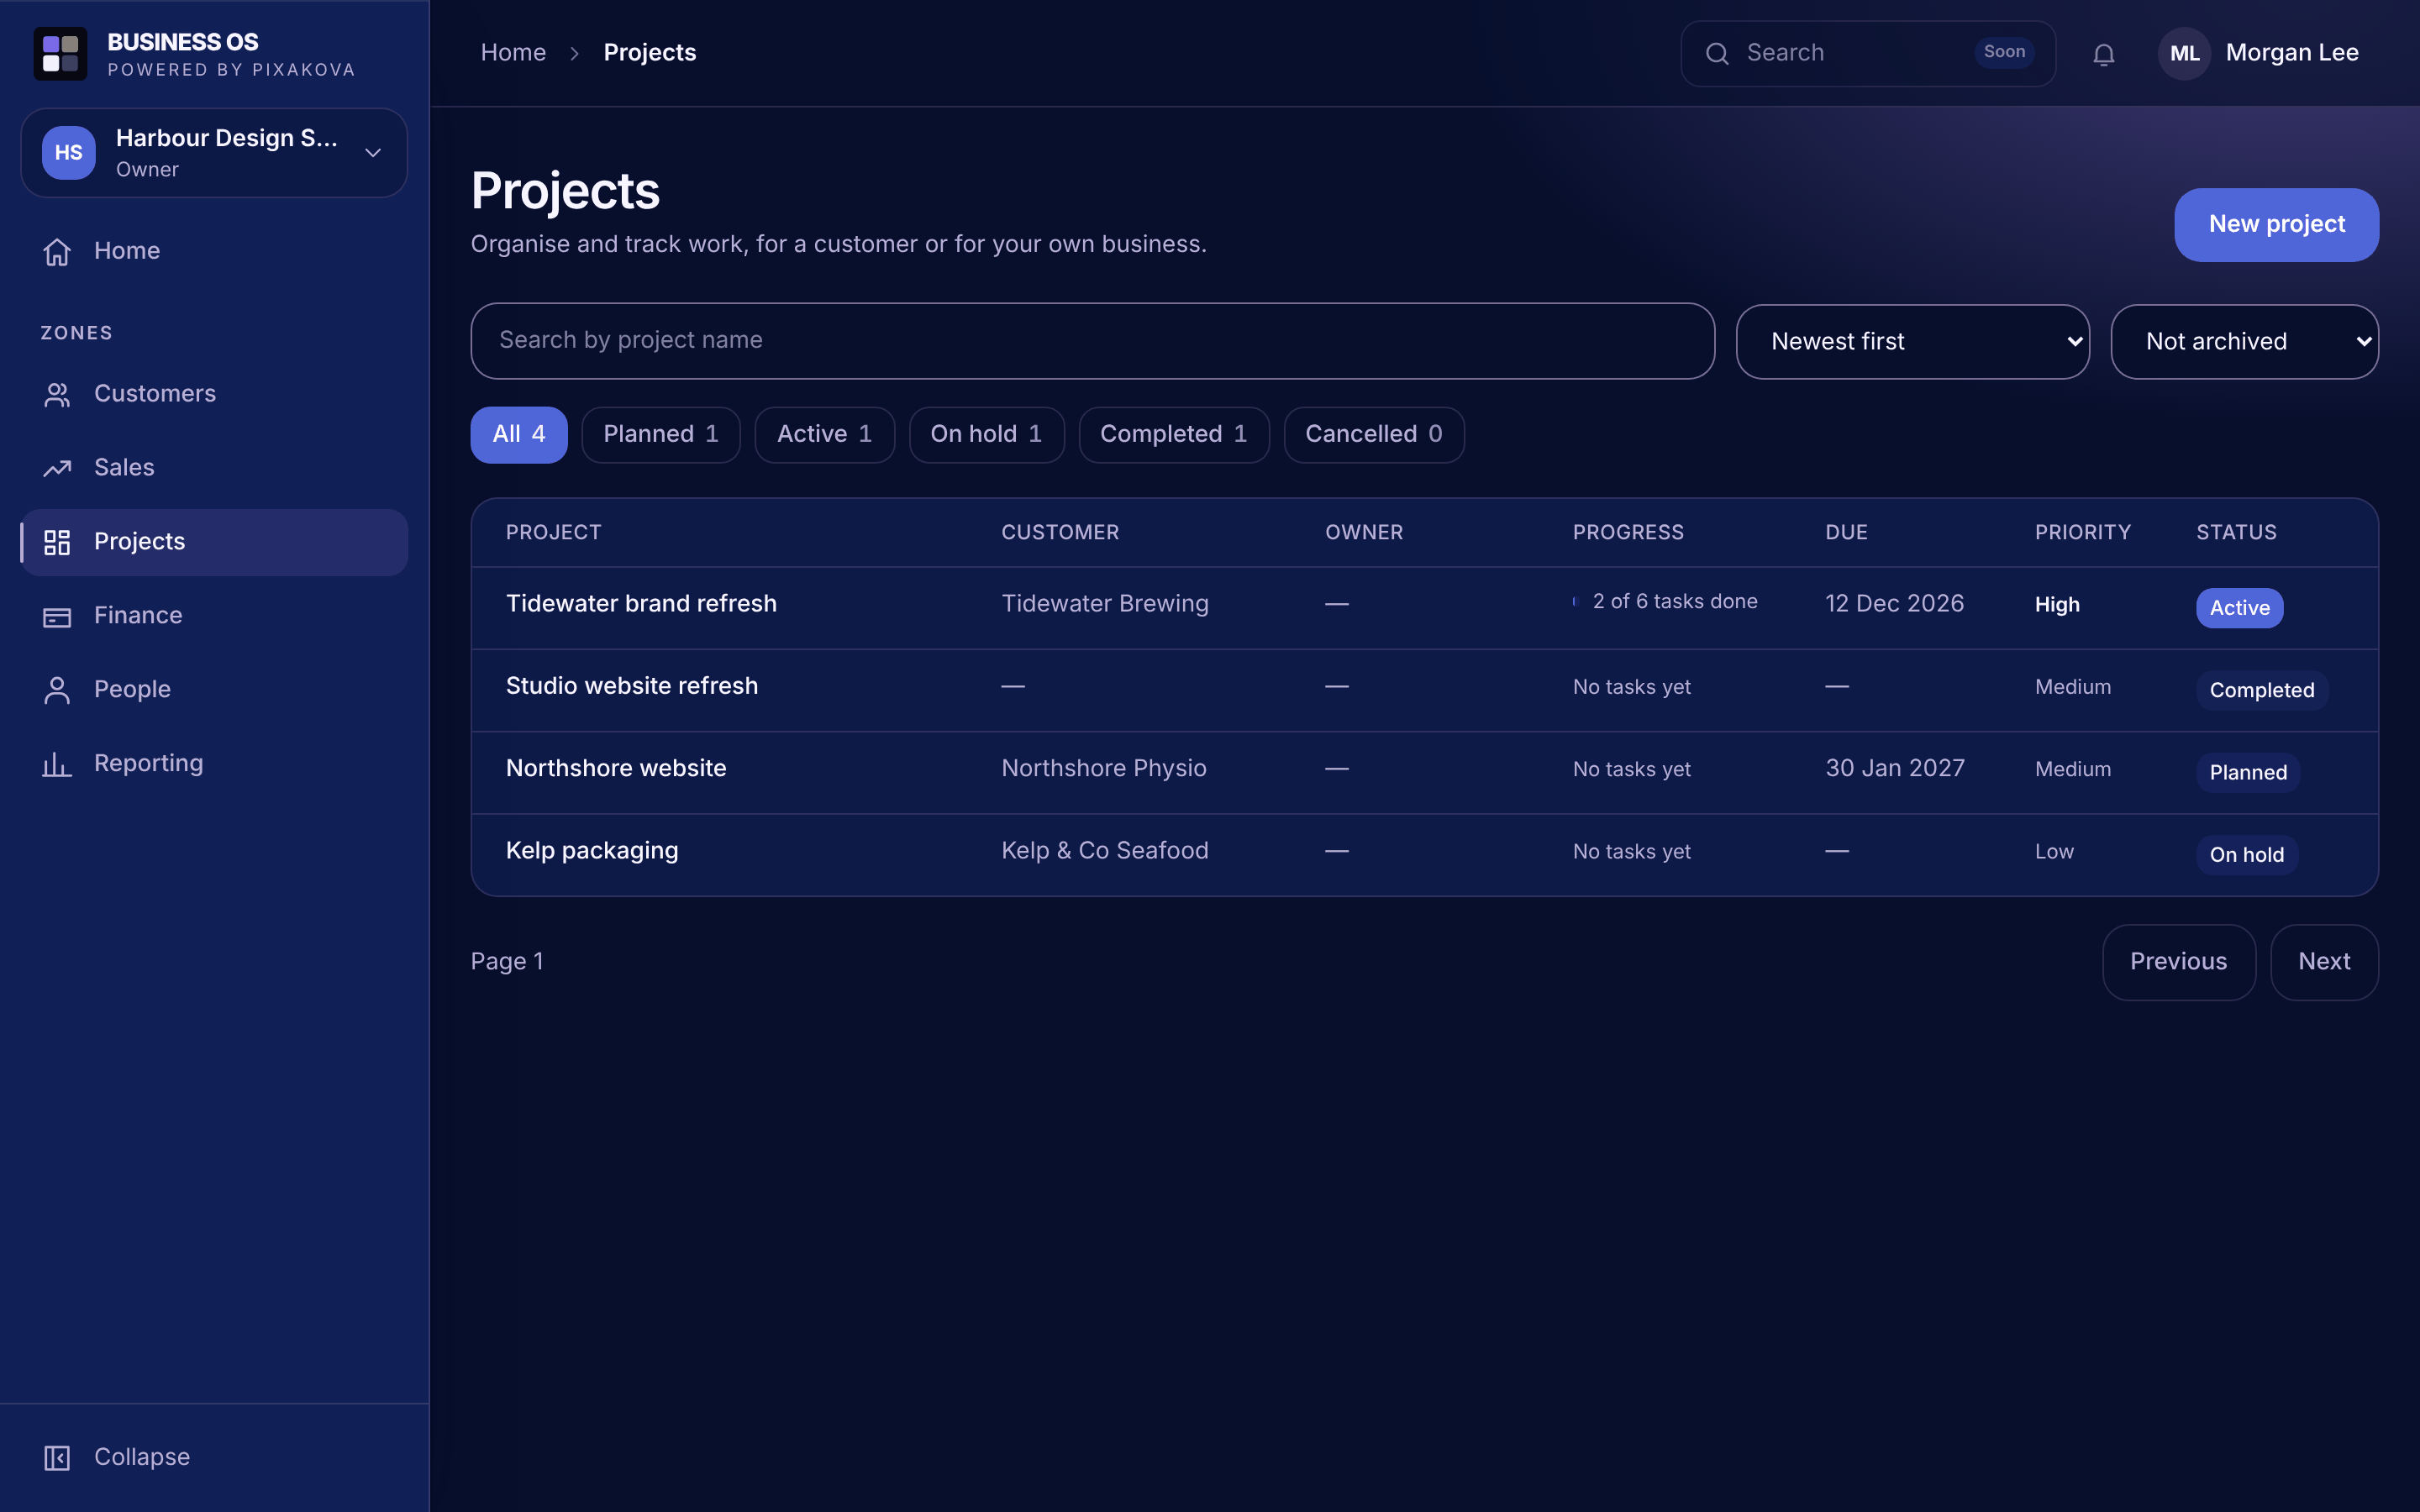 BUSINESS OS
POWERED BY PIXAKOVA
HS
Harbour Design S...
Owner
Home
ZONES
Customers
Sales
Projects
Finance
People
Reporting
Collapse
Home > Projects
Search
Soon
ML
Morgan Lee
Projects
Organise and track work, for a customer or for your own business.
New project
Search by project name
Newest first
Not archived
All 4
Planned 1
Active 1
On hold 1
Completed 1
Cancelled 0
PROJECT CUSTOMER OWNER PROGRESS DUE PRIORITY STATUS
Tidewater brand refresh Tidewater Brewing — 2 of 6 tasks done 12 Dec 2026 High Active
Studio website refresh — — No tasks yet — Medium Completed
Northshore website Northshore Physio — No tasks yet 30 Jan 2027 Medium Planned
Kelp packaging Kelp & Co Seafood — No tasks yet — Low On hold
Page 1
Previous
Next